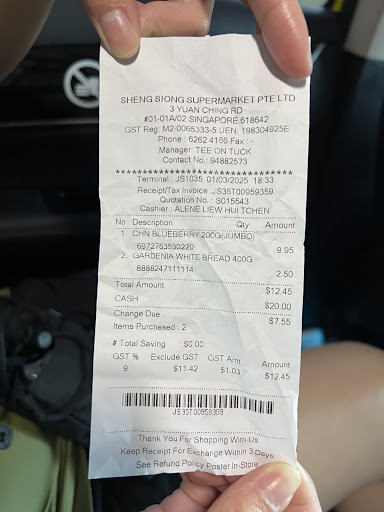 SHENG SIONG SUPERMARKET PTE LTD
3 YUAN CHING RD
#01-01A/02 SINGAPORE 618642
GST Reg: M2-0065333-5 UEN: 198304925E
Phone : 6262 4156 Fax : -
Manager: TEE ON TUCK
Contact No.: 94882573
***********************************
Terminal : JS1035 01/03/2025 18:33
Receipt/Tax Invoice : JS35T00959359
Quotation No. : S015543
Cashier : ALENE LIEW HUI TCHEN
No Description Qty Amount
1. CHN BLUEBERRY 200G(JUMBO)
6972763530220 9.95
2. GARDENIA WHITE BREAD 400G
8888247111114 2.50
Total Amount $12.45
CASH $20.00
Change Due $7.55
Items Purchased : 2
# Total Saving : $0.00
GST % Exclude GST GST Amt Amount
9 $11.42 $1.03 $12.45
JS35T00959359
Thank You For Shopping With Us
Keep Receipt For Exchange Within 3 Days
See Refund Policy Poster In-Store